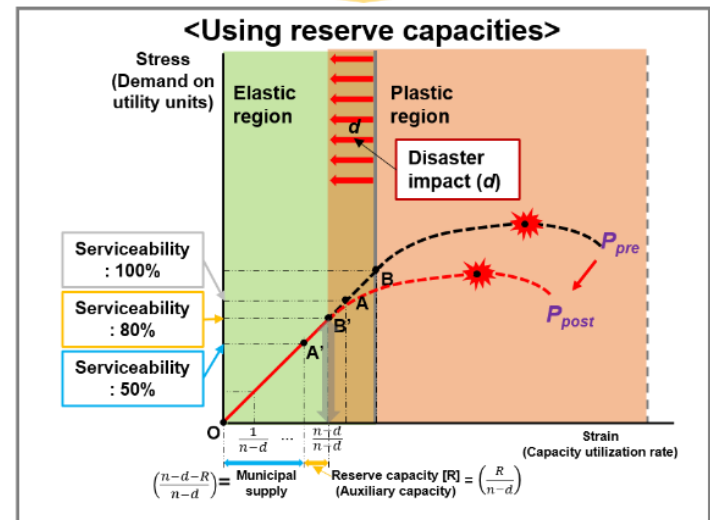 <Using reserve capacities>
Stress
(Demand on
utility units)
Elastic
region
Plastic
region
d
Disaster
impact (d)
Serviceability
: 100%
Serviceability
: 80%
Serviceability
: 50%
P_pre
P_post
B
A
B'
A'
O
1/(n-d) ... (n-d)/(n-d)
Strain
(Capacity utilization rate)
((n-d-R)/(n-d)) = Municipal
supply
Reserve capacity [R]
(Auxiliary capacity) = (R/(n-d))